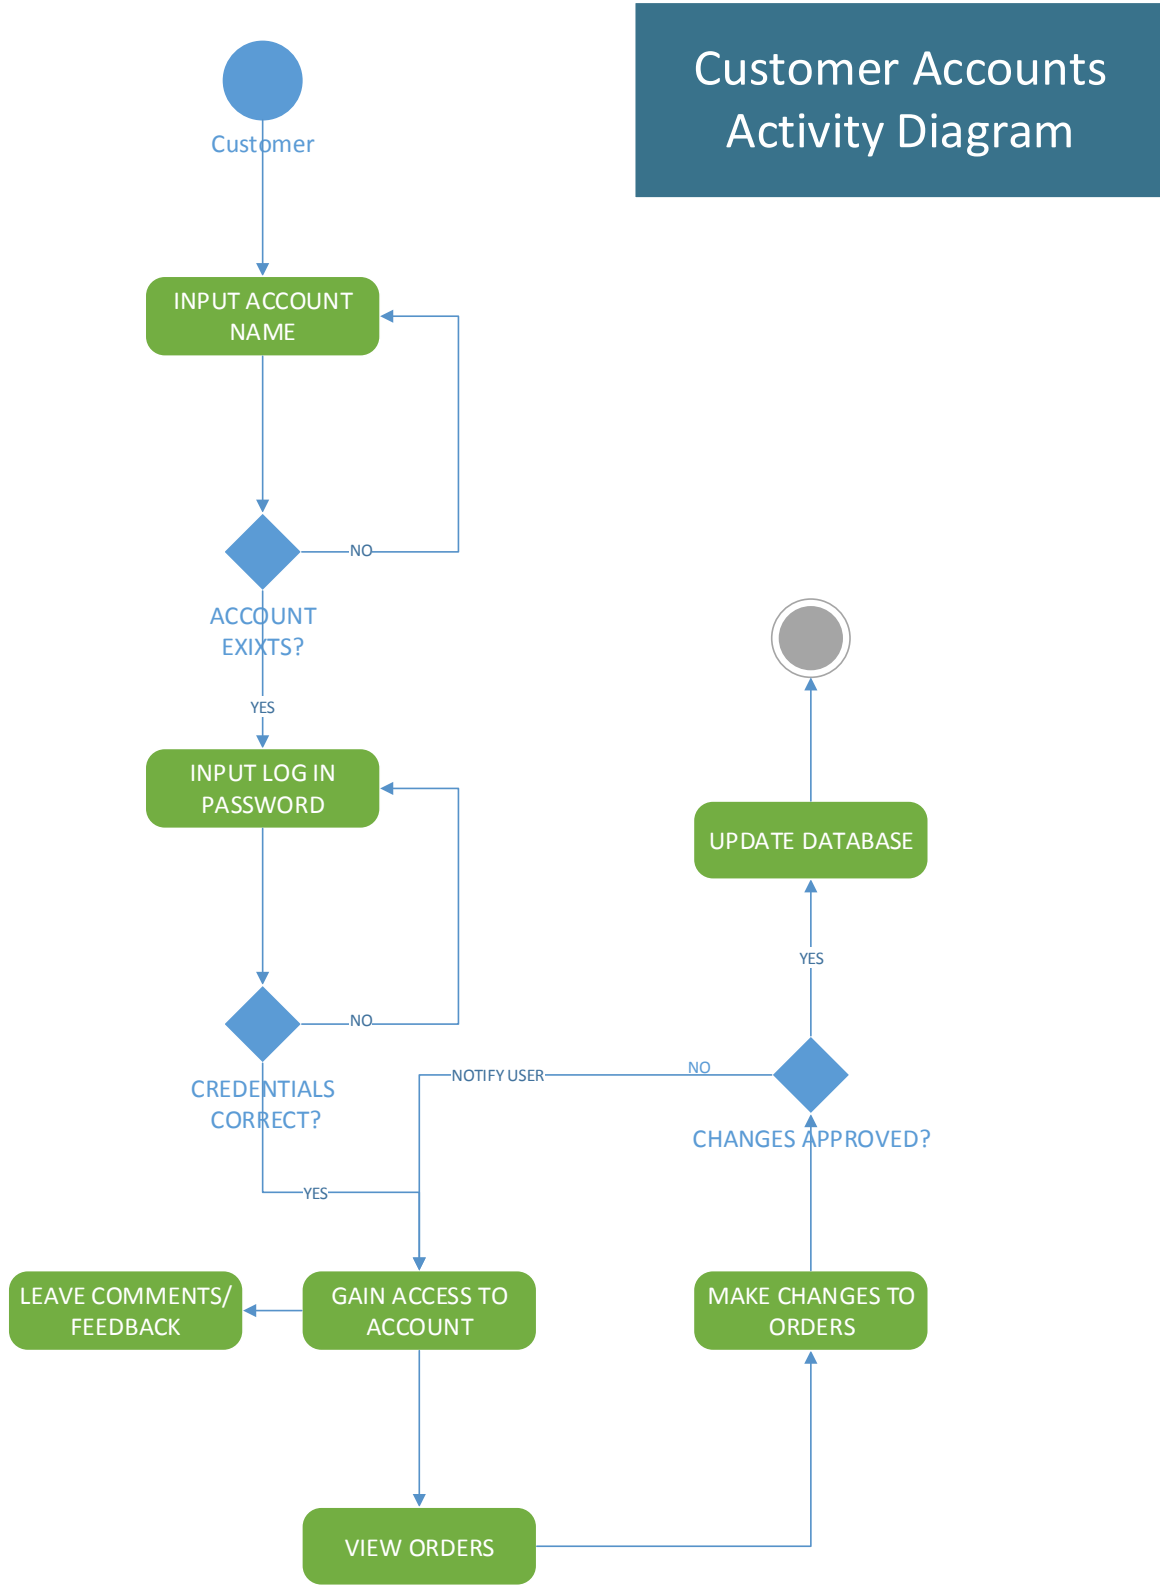 Customer Accounts
Activity Diagram
Customer
INPUT ACCOUNT
NAME
NO
ACCOUNT
EXIXTS?
YES
INPUT LOG IN
PASSWORD
NO
CREDENTIALS
CORRECT?
YES
LEAVE COMMENTS/
FEEDBACK
GAIN ACCESS TO
ACCOUNT
VIEW ORDERS
MAKE CHANGES TO
ORDERS
CHANGES APPROVED?
NO
NOTIFY USER
YES
UPDATE DATABASE